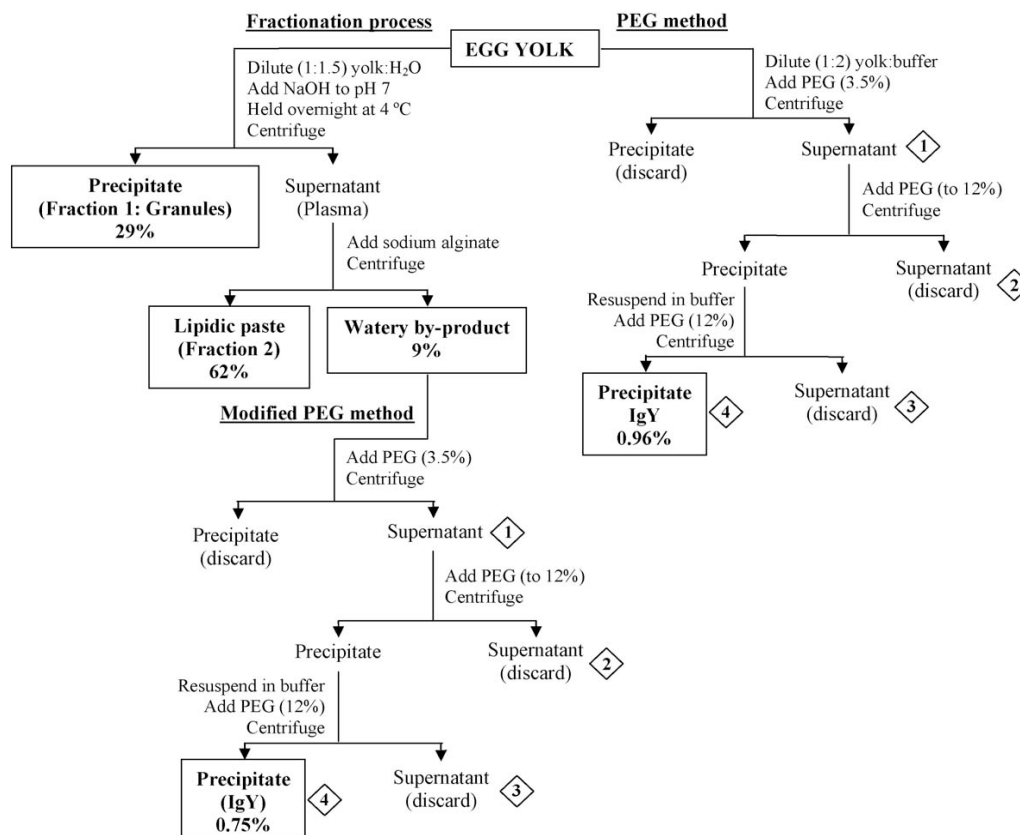 Fractionation process
PEG method
EGG YOLK
Dilute (1:1.5) yolk:H₂O
Add NaOH to pH 7
Held overnight at 4 ºC
Centrifuge
Dilute (1:2) yolk:buffer
Add PEG (3.5%)
Centrifuge
Precipitate
(Fraction 1: Granules)
29%
Supernatant
(Plasma)
Precipitate
(discard)
Supernatant
1
Add PEG (to 12%)
Centrifuge
Add sodium alginate
Centrifuge
Precipitate
Supernatant
(discard)
2
Lipidic paste
(Fraction 2)
62%
Watery by-product
9%
Resuspend in buffer
Add PEG (12%)
Centrifuge
Precipitate
IgY
0.96%
4
Supernatant
(discard)
3
Modified PEG method
Add PEG (3.5%)
Centrifuge
Precipitate
(discard)
Supernatant
1
Add PEG (to 12%)
Centrifuge
Precipitate
Supernatant
(discard)
2
Resuspend in buffer
Add PEG (12%)
Centrifuge
Precipitate
(IgY)
0.75%
4
Supernatant
(discard)
3